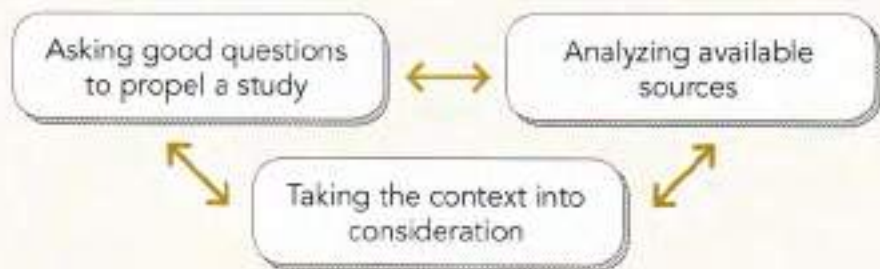 Asking good questions
to propel a study
Analyzing available
sources
Taking the context into
consideration